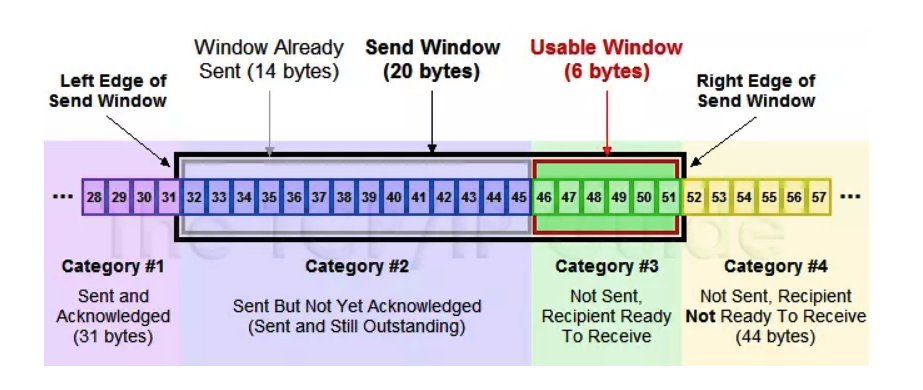 Window Already
Sent (14 bytes)
Send Window
(20 bytes)
Usable Window
(6 bytes)
Left Edge of
Send Window
Right Edge of
Send Window
... 28 29 30 31 32 33 34 35 36 37 38 39 40 41 42 43 44 45 46 47 48 49 50 51 52 53 54 55 56 57 ...
The TCP/IP Guide
Category #1
Sent and
Acknowledged
(31 bytes)
Category #2
Sent But Not Yet Acknowledged
(Sent and Still Outstanding)
Category #3
Not Sent,
Recipient Ready
To Receive
Category #4
Not Sent, Recipient
Not Ready To Receive
(44 bytes)